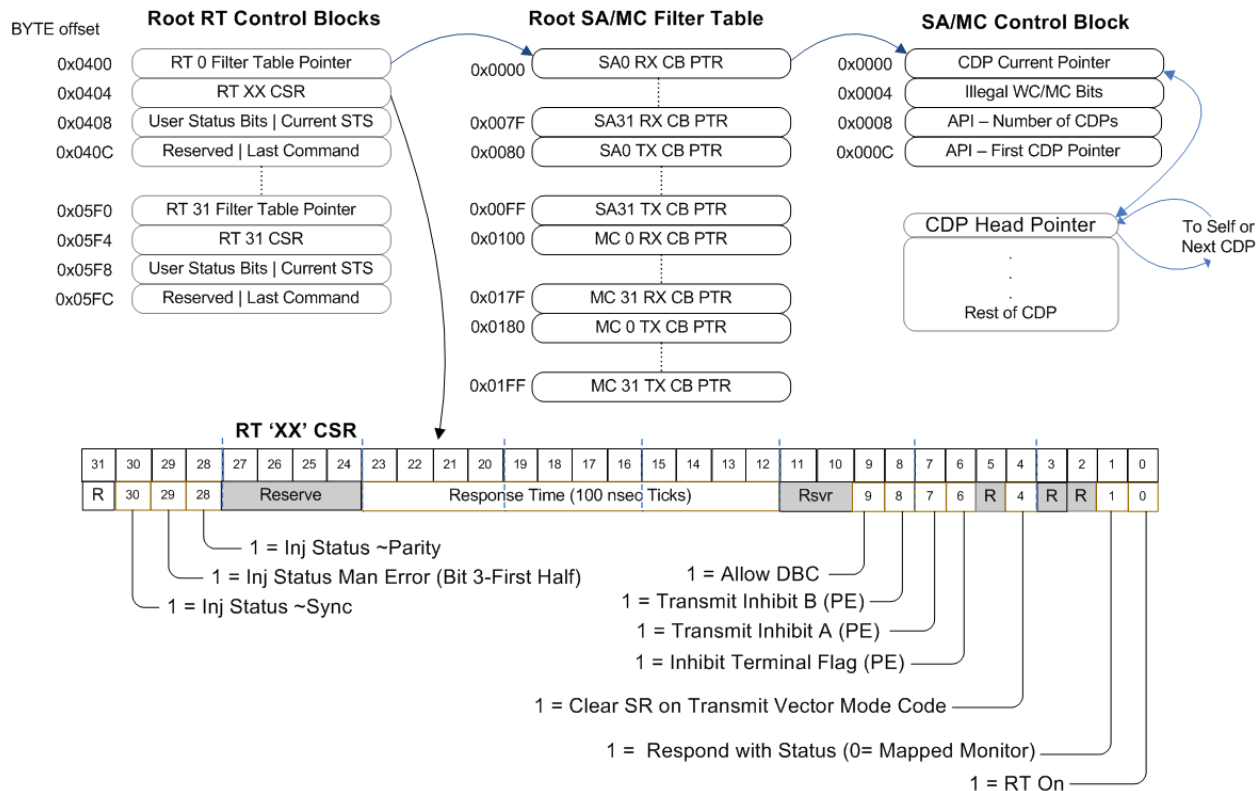 Root RT Control Blocks
Root SA/MC Filter Table
SA/MC Control Block
BYTE offset
0x0400 RT 0 Filter Table Pointer
0x0404 RT XX CSR
0x0408 User Status Bits | Current STS
0x040C Reserved | Last Command
0x05F0 RT 31 Filter Table Pointer
0x05F4 RT 31 CSR
0x05F8 User Status Bits | Current STS
0x05FC Reserved | Last Command
0x0000 SA0 RX CB PTR
0x007F SA31 RX CB PTR
0x0080 SA0 TX CB PTR
0x00FF SA31 TX CB PTR
0x0100 MC 0 RX CB PTR
0x017F MC 31 RX CB PTR
0x0180 MC 0 TX CB PTR
0x01FF MC 31 TX CB PTR
0x0000 CDP Current Pointer
0x0004 Illegal WC/MC Bits
0x0008 API – Number of CDPs
0x000C API – First CDP Pointer
CDP Head Pointer
.
.
.
Rest of CDP
To Self or
Next CDP
RT ‘XX’ CSR
31 30 29 28 27 26 25 24 23 22 21 20 19 18 17 16 15 14 13 12 11 10 9 8 7 6 5 4 3 2 1 0
R 30 29 28 Reserve Response Time (100 nsec Ticks) Rsvr 9 8 7 6 R 4 R R 1 0
1 = Inj Status ~Parity
1 = Inj Status Man Error (Bit 3-First Half)
1 = Inj Status ~Sync
1 = Allow DBC
1 = Transmit Inhibit B (PE)
1 = Transmit Inhibit A (PE)
1 = Inhibit Terminal Flag (PE)
1 = Clear SR on Transmit Vector Mode Code
1 = Respond with Status (0= Mapped Monitor)
1 = RT On